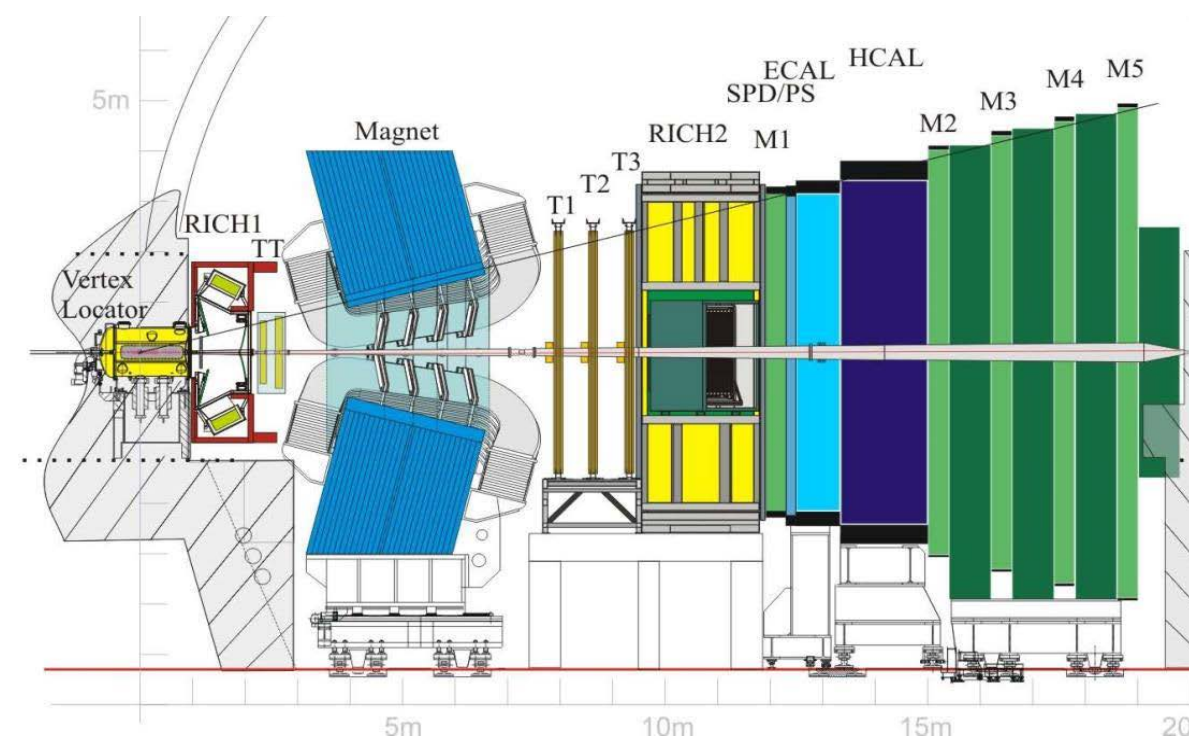 5m
Vertex
Locator
RICH1
TT
Magnet
T1
T2
T3
RICH2
SPD/PS
ECAL
M1
HCAL
M2
M3
M4
M5
5m
10m
15m
20